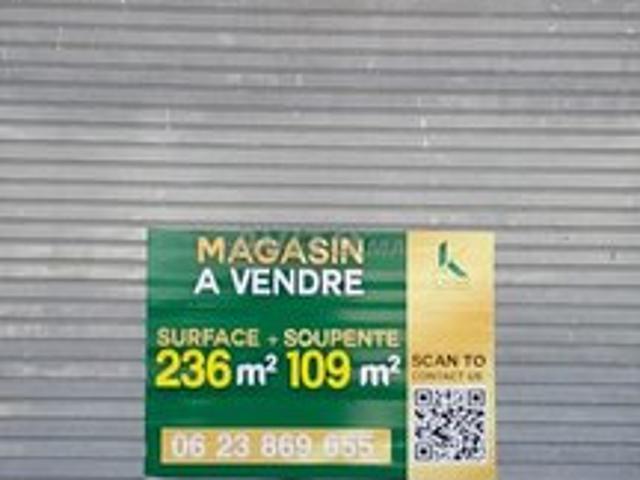 MAGASIN
A VENDRE
SURFACE + SOUPENTE
236 m² 109 m²
06 23 869 655
SCAN TO
CONTACT US